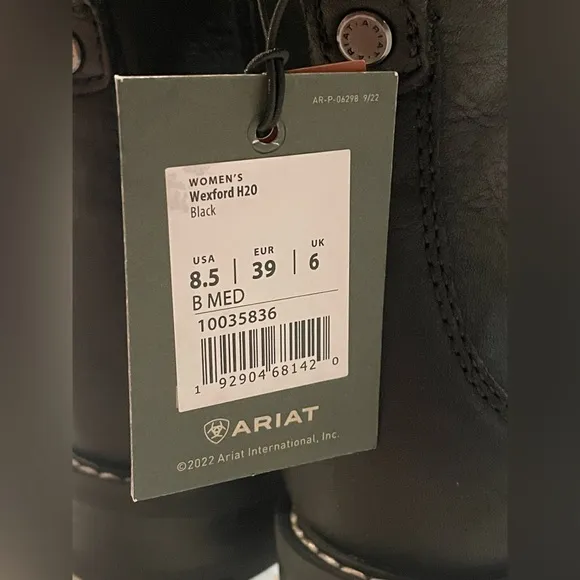 ARIAT
AR-P-06298 9/22
WOMEN'S
Wexford H20
Black
USA EUR UK
8.5 | 39 | 6
B MED
10035836
1 92904 68142 0
ARIAT
©2022 Ariat International, Inc.